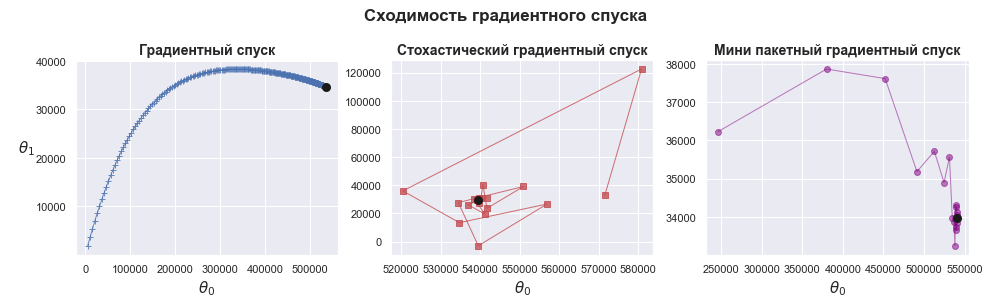 Сходимость градиентного спуска
Градиентный спуск
40000
30000
20000
10000
θ1
0 100000 200000 300000 400000 500000
θ0
Стохастический градиентный спуск
120000
100000
80000
60000
40000
20000
0
520000 530000 540000 550000 560000 570000 580000
θ0
Мини пакетный градиентный спуск
38000
37000
36000
35000
34000
250000 300000 350000 400000 450000 500000 550000
θ0